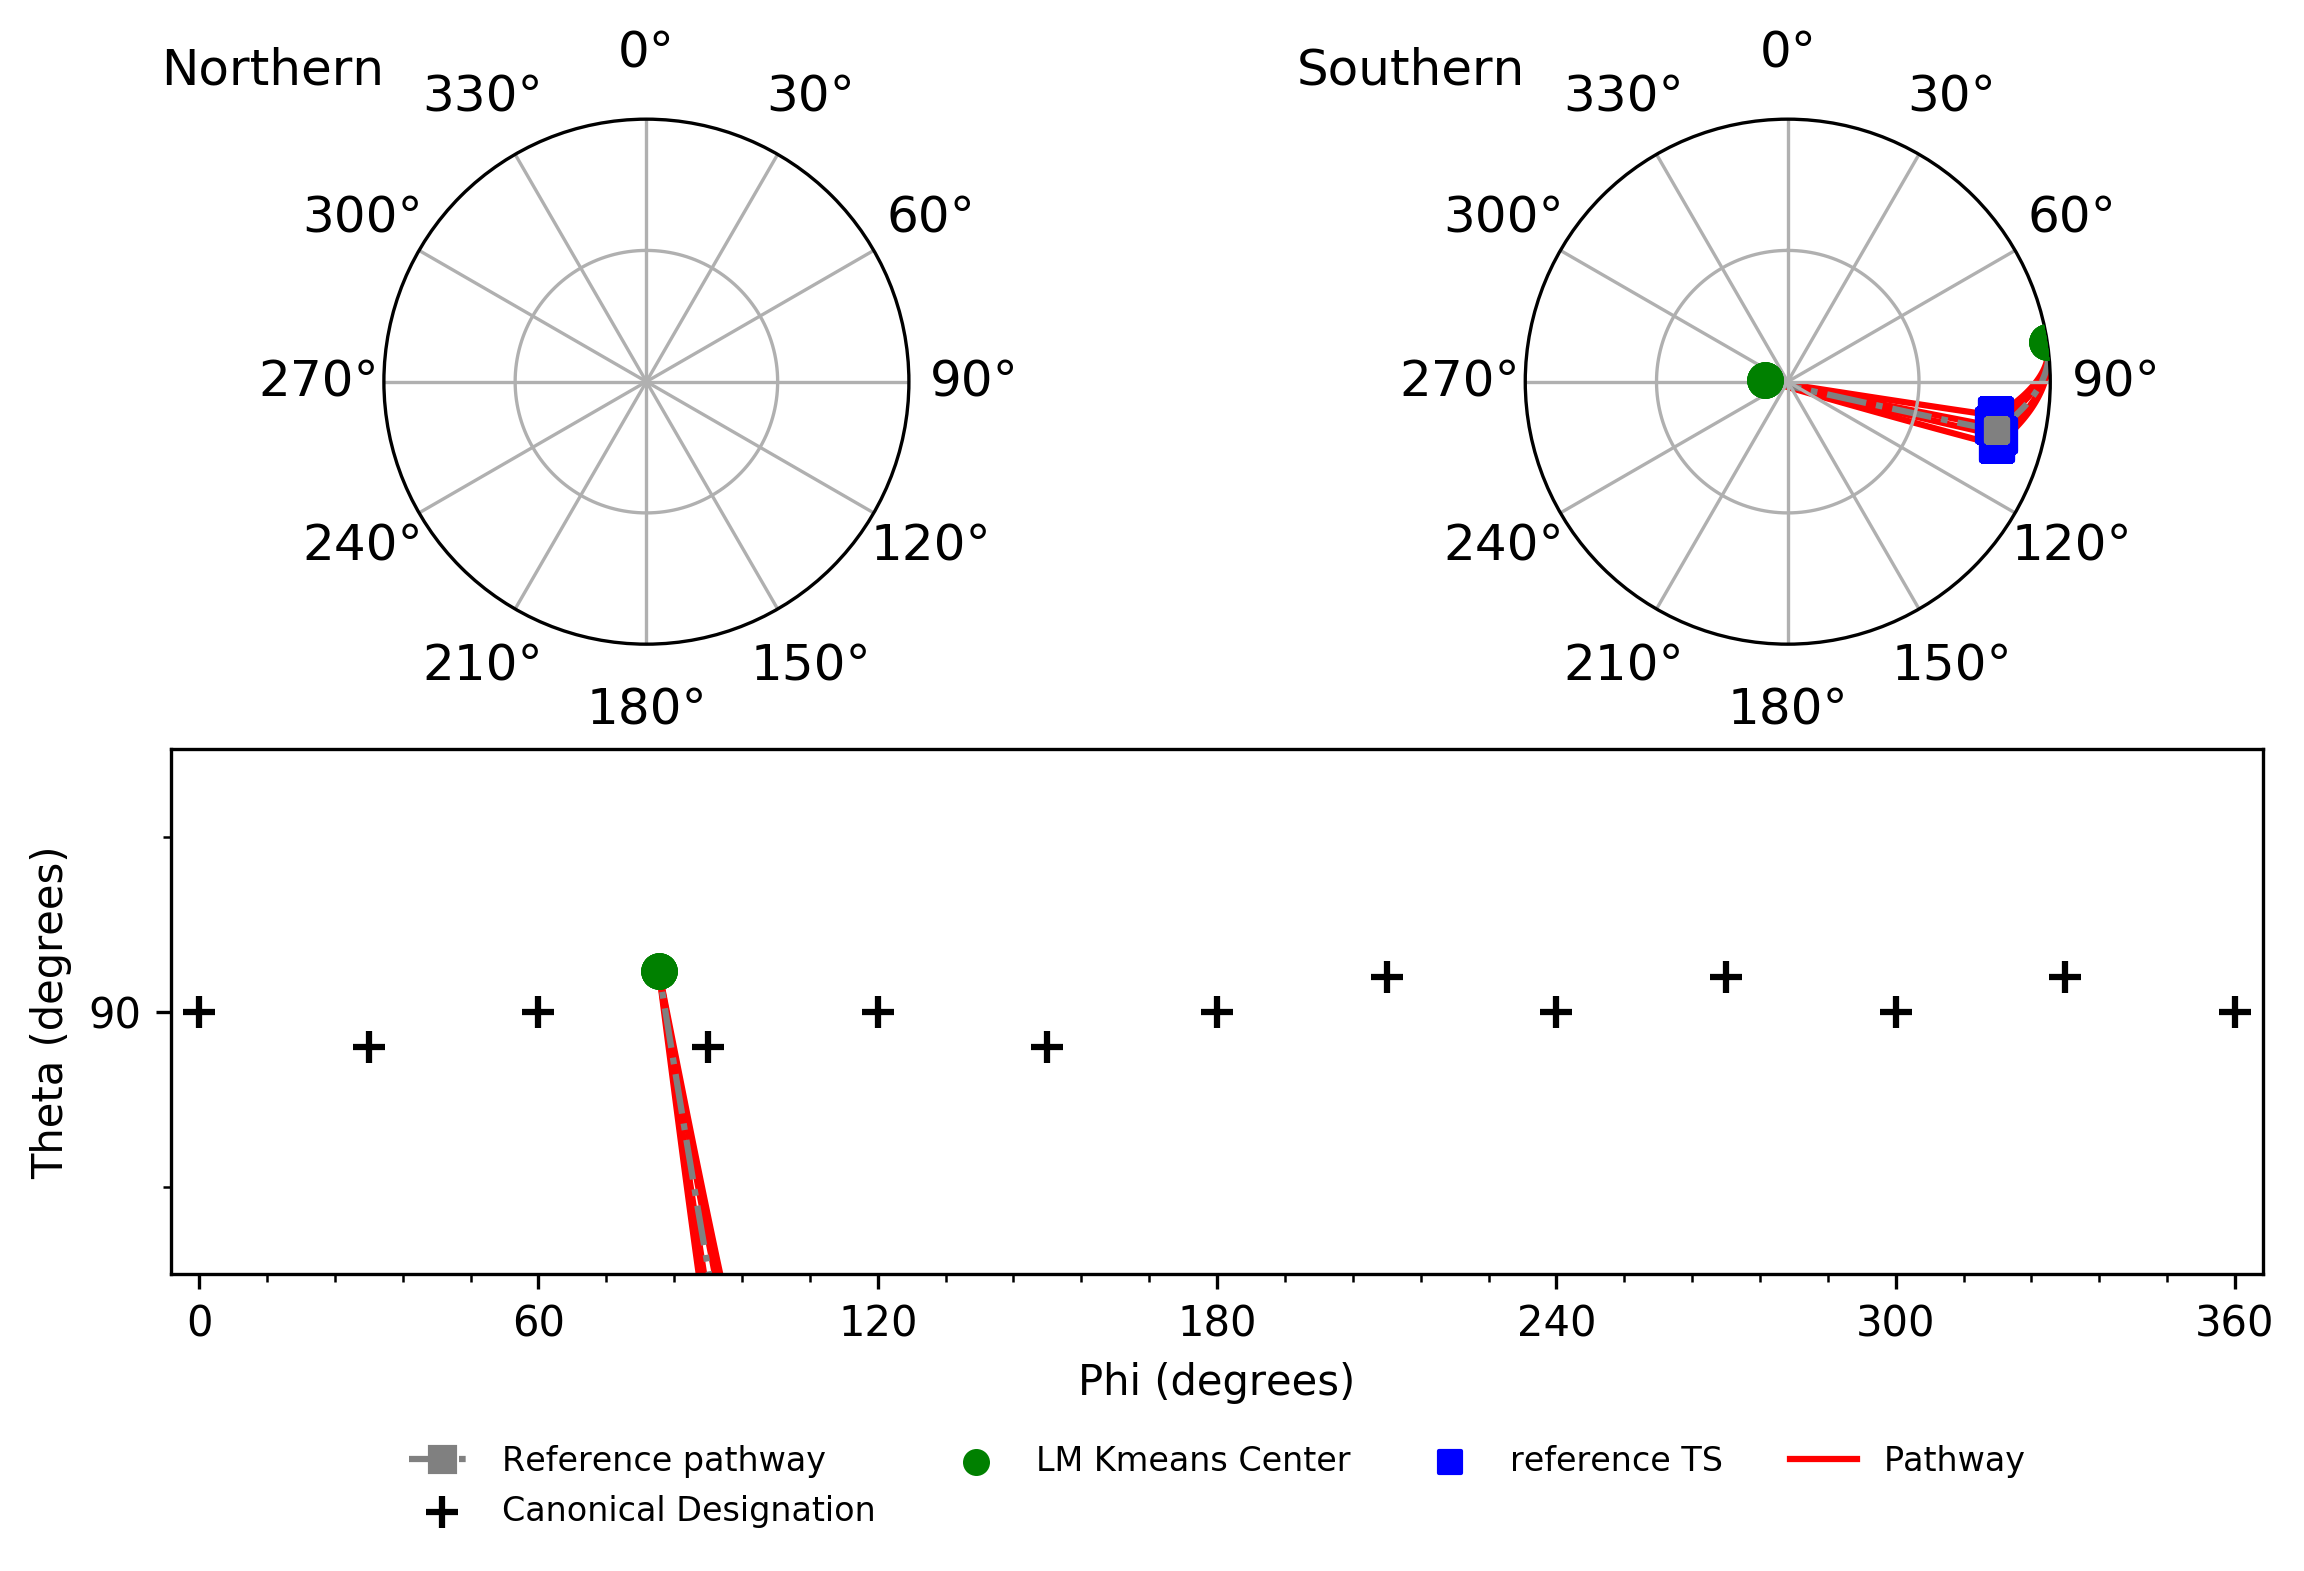 Northern
0°
330°
30°
300°
60°
270°
90°
240°
120°
210°
150°
180°
Southern
0°
330°
30°
300°
60°
270°
90°
240°
120°
210°
150°
180°
Theta (degrees)
90
0 60 120 180 240 300 360
Phi (degrees)
Reference pathway
LM Kmeans Center
reference TS
Pathway
Canonical Designation